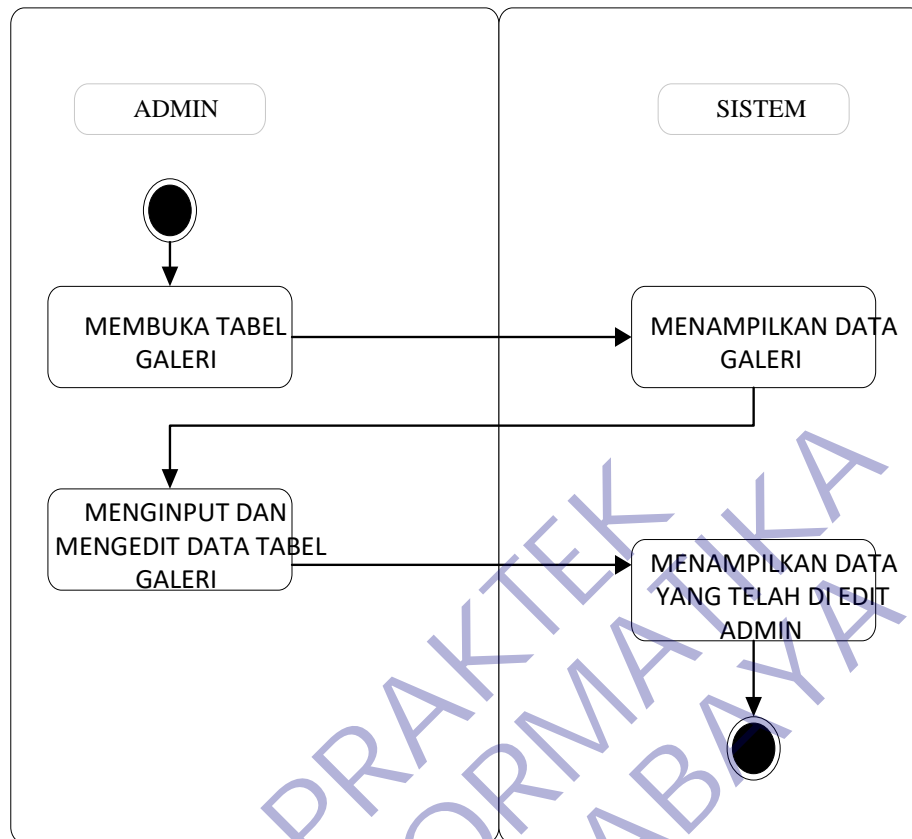 ADMIN
SISTEM
MEMBUKA TABEL
GALERI
MENAMPILKAN DATA
GALERI
MENGINPUT DAN
MENGEDIT DATA TABEL
GALERI
MENAMPILKAN DATA
YANG TELAH DI EDIT
ADMIN
PRAKTEK
ORMATIKA
ABAYA